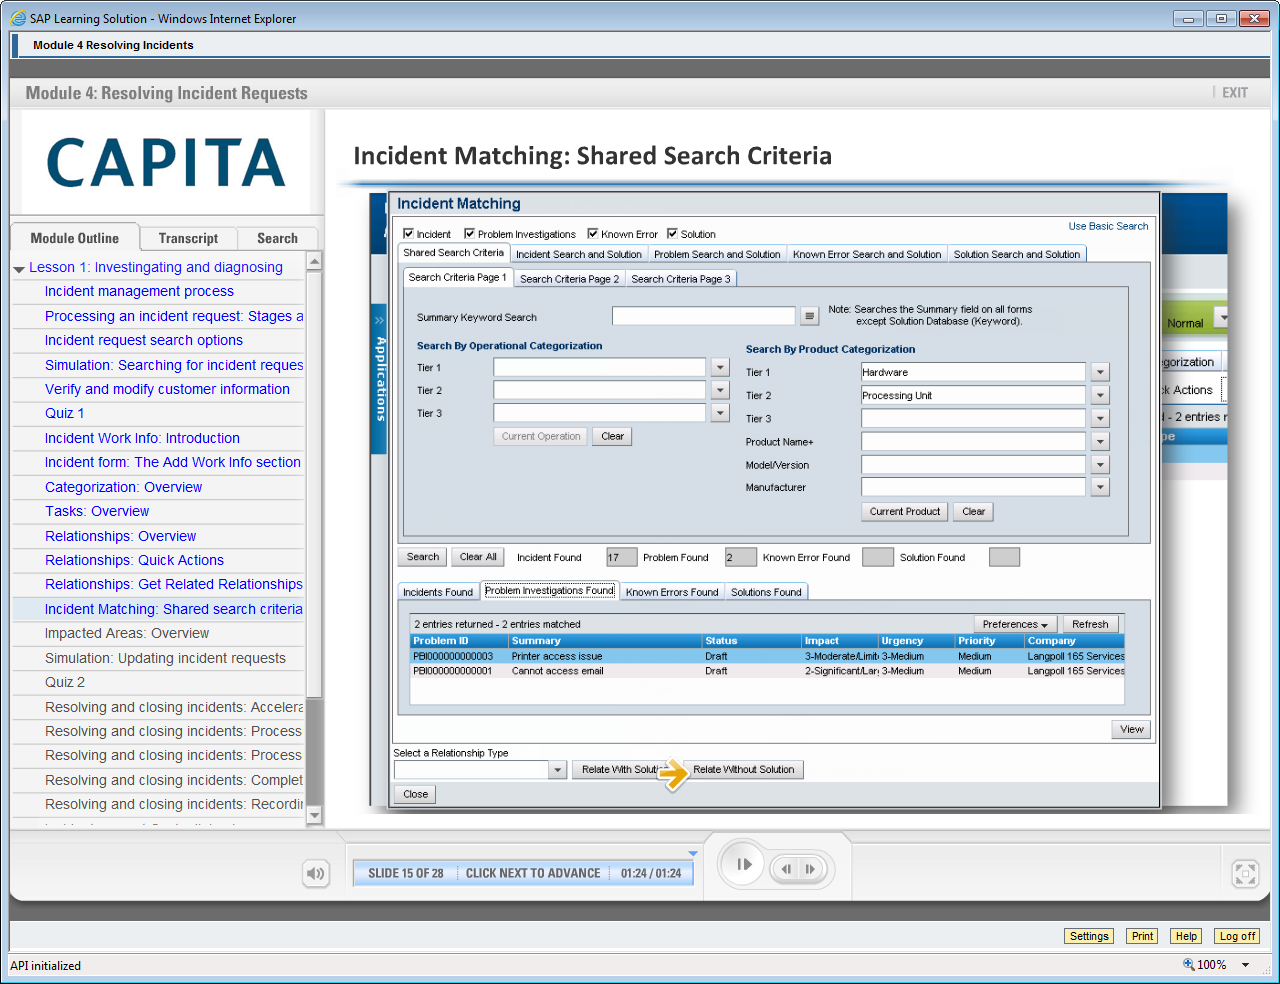 SAP Learning Solution - Windows Internet Explorer
Module 4 Resolving Incidents
Module 4: Resolving Incident Requests
EXIT
CAPITA
Module Outline
Transcript
Search
Lesson 1: Investingating and diagnosing
Incident management process
Processing an incident request: Stages a
Incident request search options
Simulation: Searching for incident reques
Verify and modify customer information
Quiz 1
Incident Work Info: Introduction
Incident form: The Add Work Info section
Categorization: Overview
Tasks: Overview
Relationships: Overview
Relationships: Quick Actions
Relationships: Get Related Relationships
Incident Matching: Shared search criteria
Impacted Areas: Overview
Simulation: Updating incident requests
Quiz 2
Resolving and closing incidents: Accelera
Resolving and closing incidents: Process
Resolving and closing incidents: Process
Resolving and closing incidents: Complet
Resolving and closing incidents: Recordin
Incident Matching: Shared Search Criteria
Incident Matching
Incident Problem Investigations Known Error Solution
Use Basic Search
Shared Search Criteria Incident Search and Solution Problem Search and Solution Known Error Search and Solution Solution Search and Solution
Search Criteria Page 1 Search Criteria Page 2 Search Criteria Page 3
Summary Keyword Search
Note: Searches the Summary field on all forms
except Solution Database (Keyword).
Search By Operational Categorization
Tier 1
Tier 2
Tier 3
Current Operation Clear
Search By Product Categorization
Tier 1 Hardware
Tier 2 Processing Unit
Tier 3
Product Name+
Model/Version
Manufacturer
Current Product Clear
Search Clear All Incident Found 17 Problem Found 2 Known Error Found Solution Found
Incidents Found Problem Investigations Found Known Errors Found Solutions Found
2 entries returned - 2 entries matched Preferences Refresh
Problem ID Summary Status Impact Urgency Priority Company
PBI000000000003 Printer access issue Draft 3-Moderate/Limit 3-Medium Medium Langpoll 165 Services
PBI000000000001 Cannot access email Draft 2-Significant/Lar 3-Medium Medium Langpoll 165 Services
View
Select a Relationship Type
Relate With Solution Relate Without Solution
Close
Applications
Normal
gorization
k Actions
d - 2 entries r
pe
SLIDE 15 OF 28 CLICK NEXT TO ADVANCE 01:24 / 01:24
Settings Print Help Log off
API initialized
100%